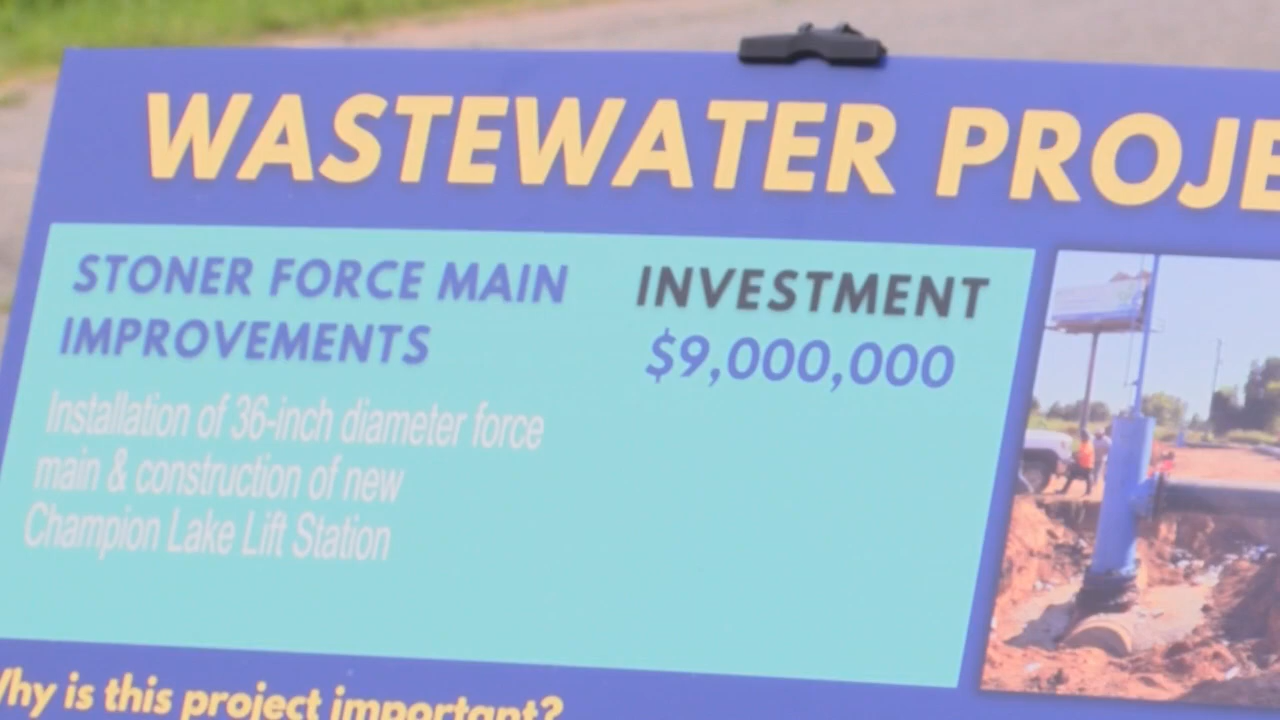 WASTEWATER PROJE
STONER FORCE MAIN
IMPROVEMENTS
INVESTMENT
$9,000,000
Installation of 36-inch diameter force
main & construction of new
Champion Lake Lift Station
Why is this project important?